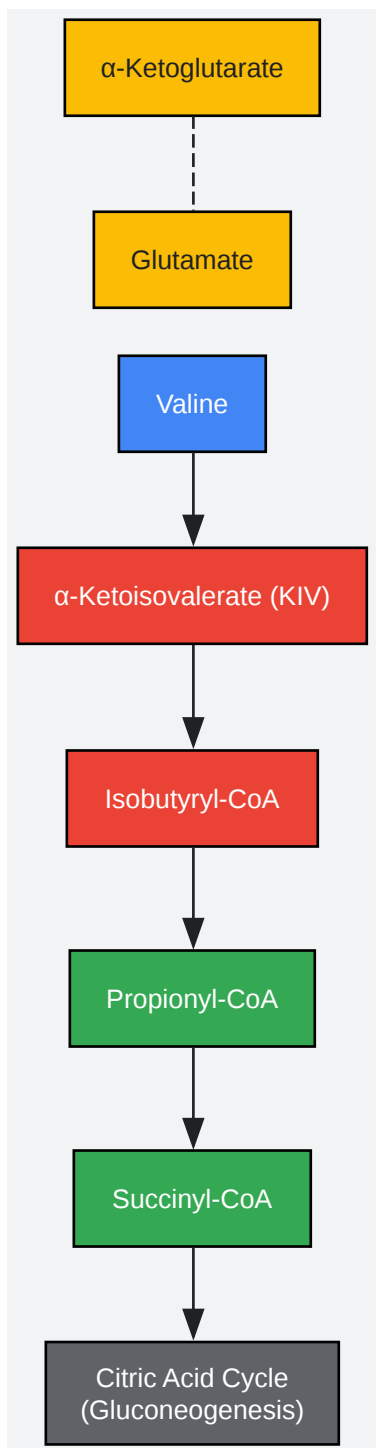 α-Ketoglutarate
Glutamate
Valine
α-Ketoisovalerate (KIV)
Isobutyryl-CoA
Propionyl-CoA
Succinyl-CoA
Citric Acid Cycle
(Gluconeogenesis)